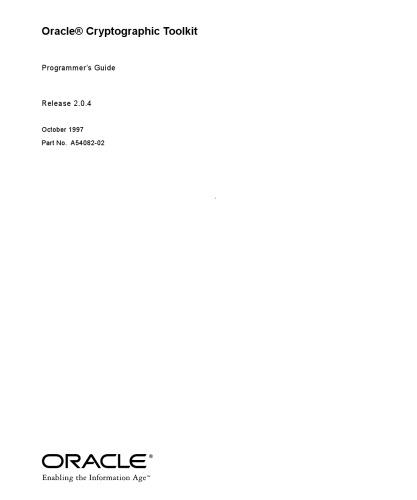 Oracle® Cryptographic Toolkit
Programmer's Guide
Release 2.0.4
October 1997
Part No. A54082-02
ORACLE®
Enabling the Information Age™